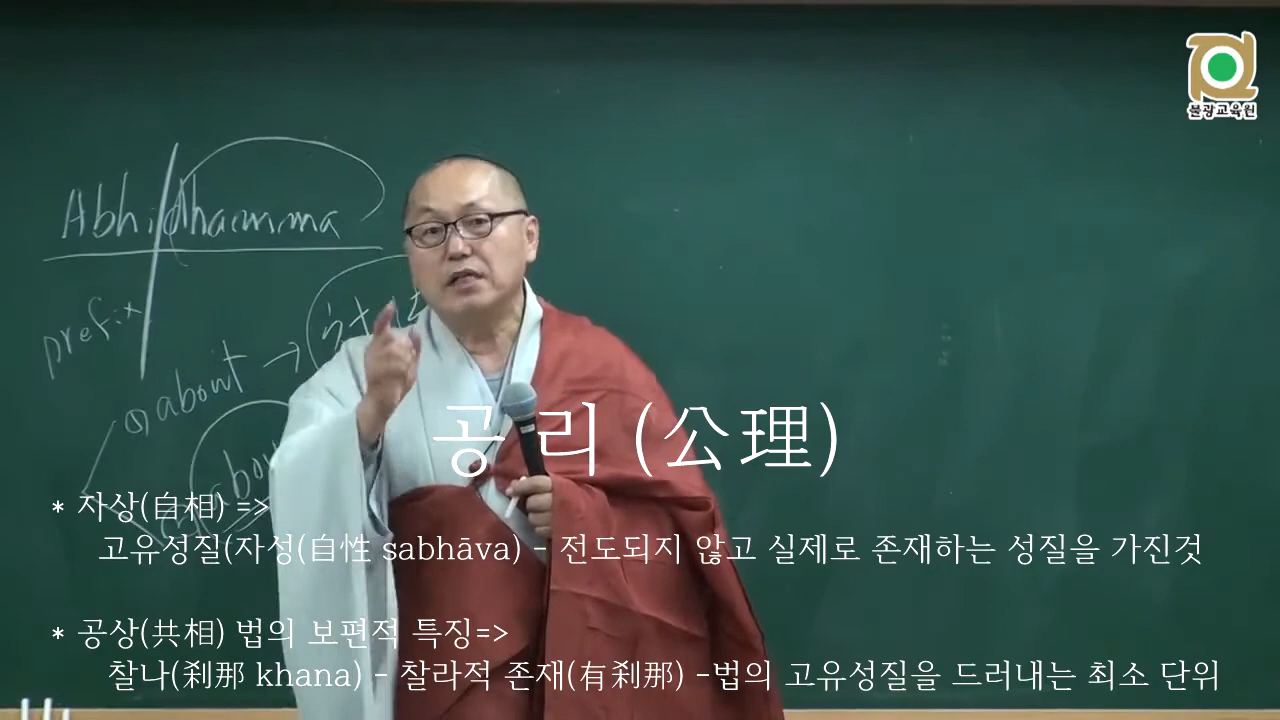 문광교육원
Abhidhamma
prefix
about →
공 리 (公理)
* 자상(自相) =>
고유성질(자성(自性 sabhāva) - 전도되지 않고 실제로 존재하는 성질을 가진것
* 공상(共相) 법의 보편적 특징=>
찰나(刹那 khana) - 찰라적 존재(有刹那) -법의 고유성질을 드러내는 최소 단위